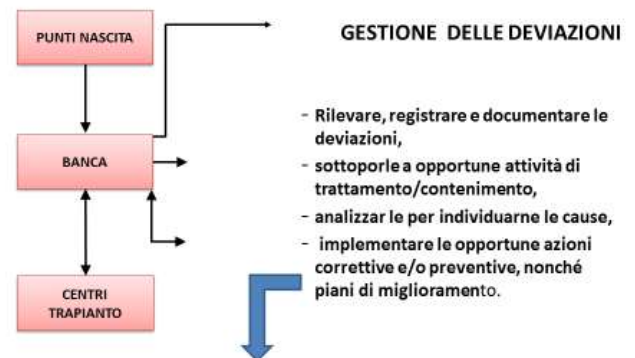 PUNTI NASCITA
BANCA
CENTRI
TRAPIANTO
GESTIONE DELLE DEVIAZIONI
- Rilevare, registrare e documentare le
deviazioni,
- sottoporle a opportune attività di
trattamento/contenimento,
- analizzar le per individuarne le cause,
- implementare le opportune azioni
correttive e/o preventive, nonché
piani di miglioramento.